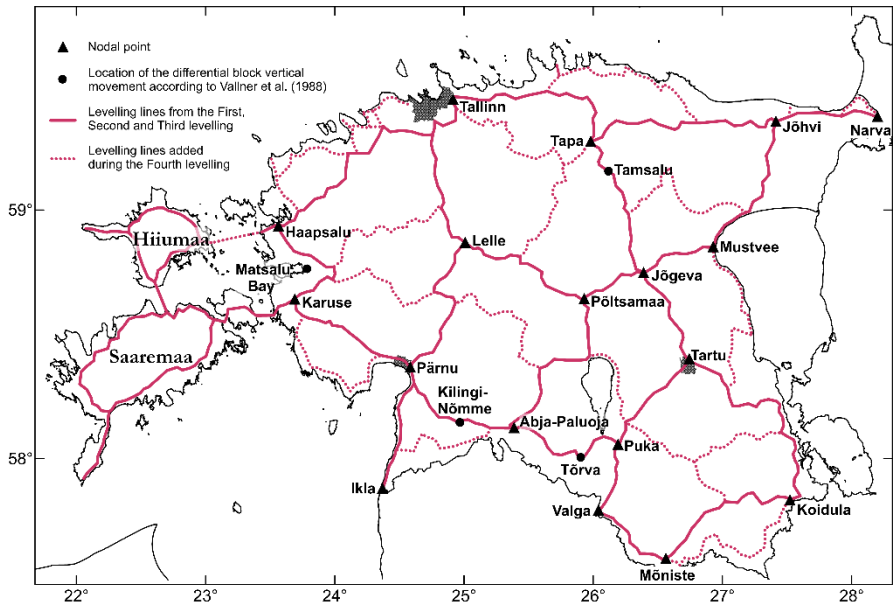 Nodal point
Location of the differential block vertical
movement according to Vallner et al. (1988)
Levelling lines from the First,
Second and Third levelling
Levelling lines added
during the Fourth levelling
Tallinn
Tapa
Jõhvi
Narva
Tamsalu
59°
Haapsalu
Hiiumaa
Lelle
Mustvee
Matsalu
Bay
Jõgeva
Karuse
Põltsamaa
Saaremaa
Tartu
Pärnu
Kilingi-
Nõmme
Abja-Paluoja
Puka
58°
Tõrva
Ikla
Valga
Koidula
Mõniste
22°
23°
24°
25°
26°
27°
28°